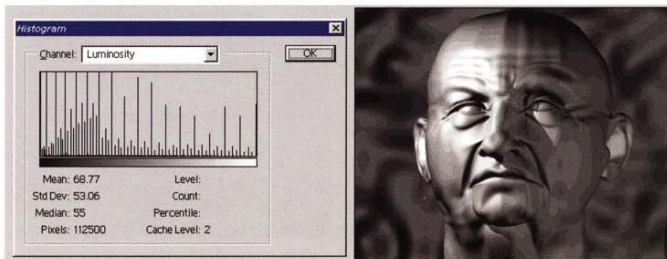 Histogram
Channel: Luminosity
OK
Mean: 68.77 Level:
Std Dev: 53.06 Count:
Median: 55 Percentile:
Pixels: 112500 Cache Level: 2